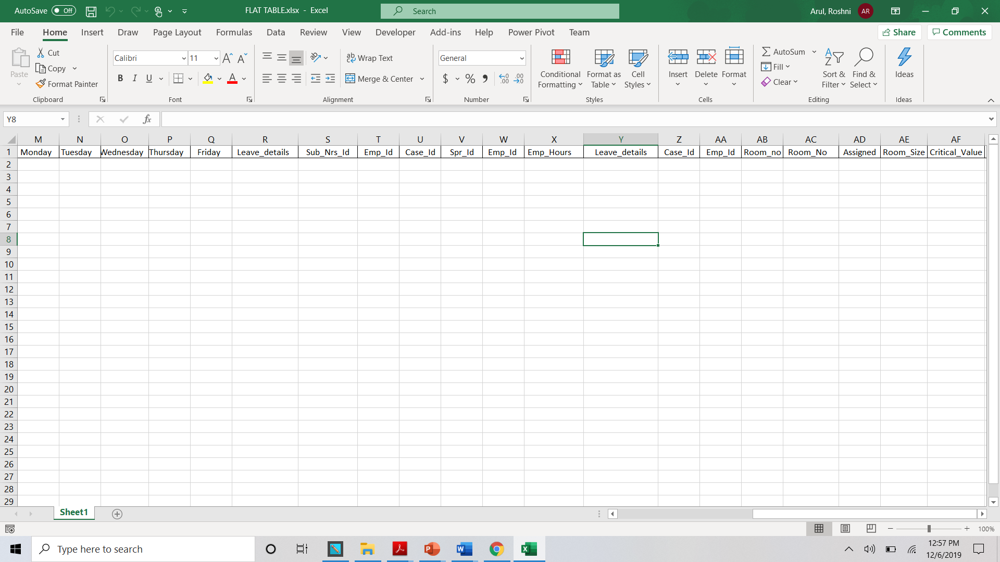 AutoSave Off FLAT TABLE.xlsx - Excel Search Arul, Roshni AR
File Home Insert Draw Page Layout Formulas Data Review View Developer Add-ins Help Power Pivot Team Share Comments
Paste Cut Copy Format Painter
Clipboard
Calibri 11
B I U A
Font
Wrap Text
Merge & Center
Alignment
General
$ % , .00 .0
Number
Conditional Formatting Format as Table Cell Styles
Styles
Insert Delete Format
Cells
AutoSum
Fill
Clear
Sort & Filter Find & Select
Editing
Ideas
Ideas
Y8 fx
M N O P Q R S T U V W X Y Z AA AB AC AD AE AF
1 Monday Tuesday Wednesday Thursday Friday Leave_details Sub_Nrs_Id Emp_Id Case_Id Spr_Id Emp_Id Emp_Hours Leave_details Case_Id Emp_Id Room_no Room_No Assigned Room_Size Critical_Value
2
3
4
5
6
7
8
9
10
11
12
13
14
15
16
17
18
19
20
21
22
23
24
25
26
27
28
29
Sheet1
100%
Type here to search
12:57 PM
12/6/2019